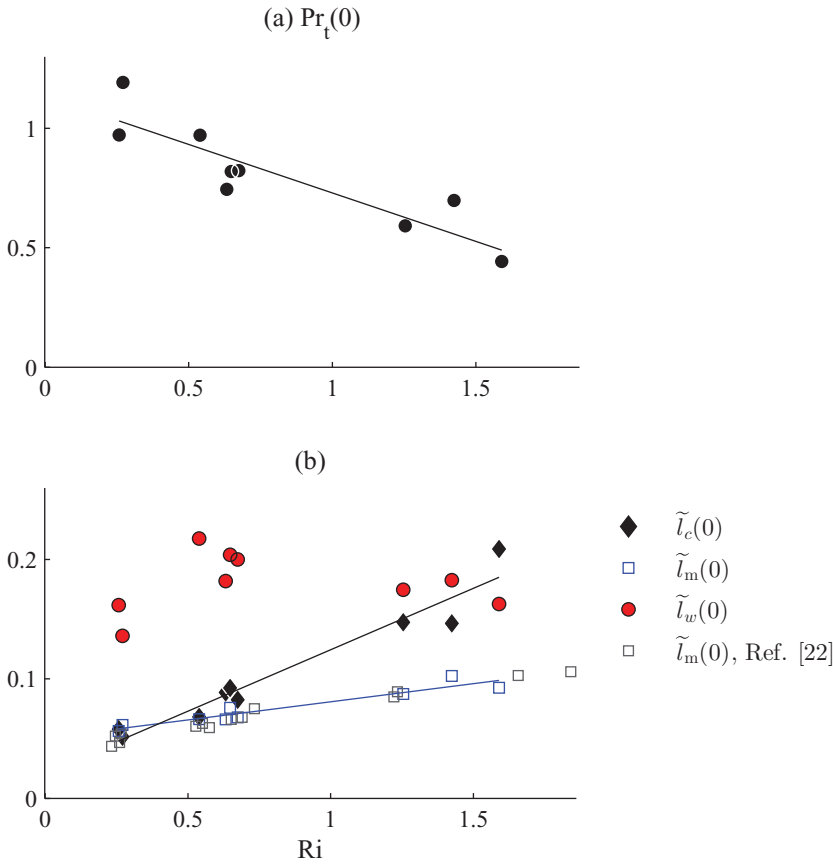 (a) Pr_t(0)
1
0.5
0
0 0.5 1 1.5
(b)
0.2
0.1
0
0 0.5 1 1.5
Ri
l̃_c(0)
l̃_m(0)
l̃_w(0)
l̃_m(0), Ref. [22]